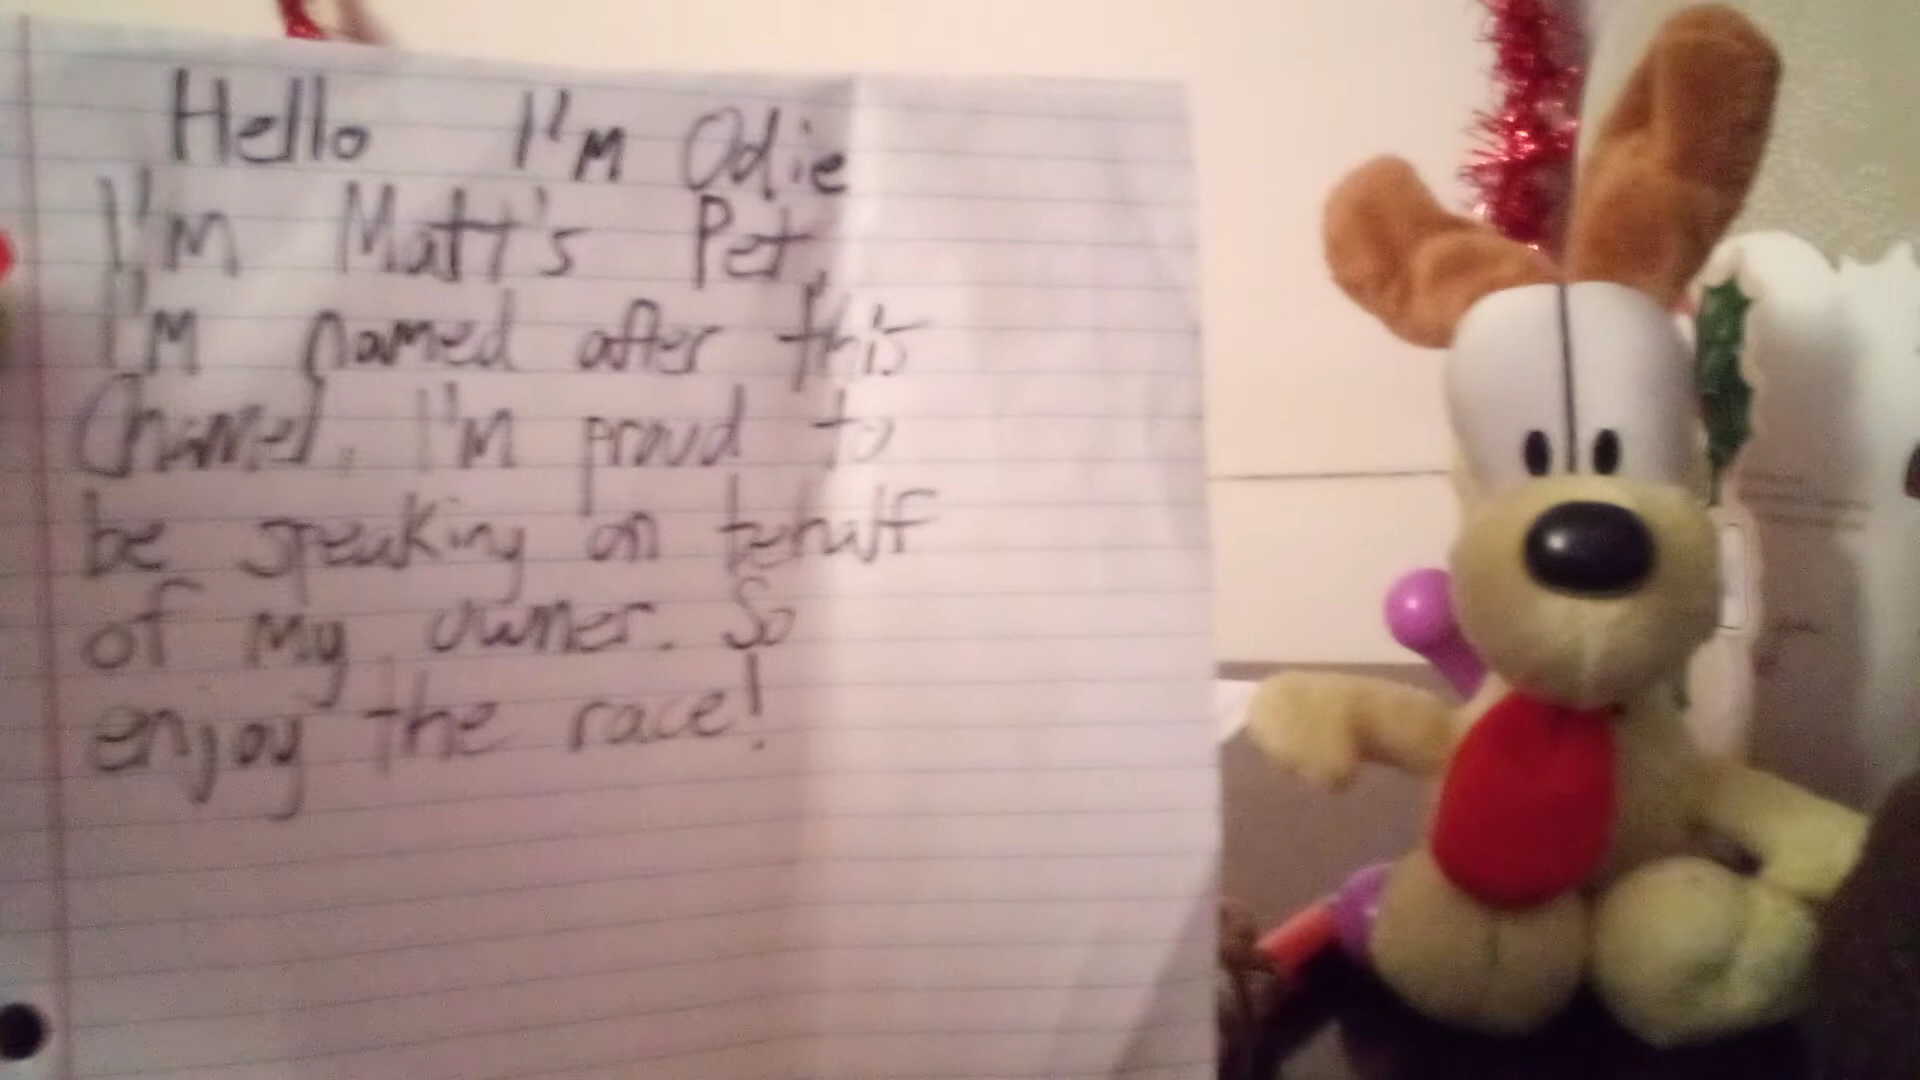 Hello I'm Odie
I'm Matt's Pet,
I'm named after this
Channel. I'm proud to
be speaking on behalf
of my owner. So
enjoy the race!